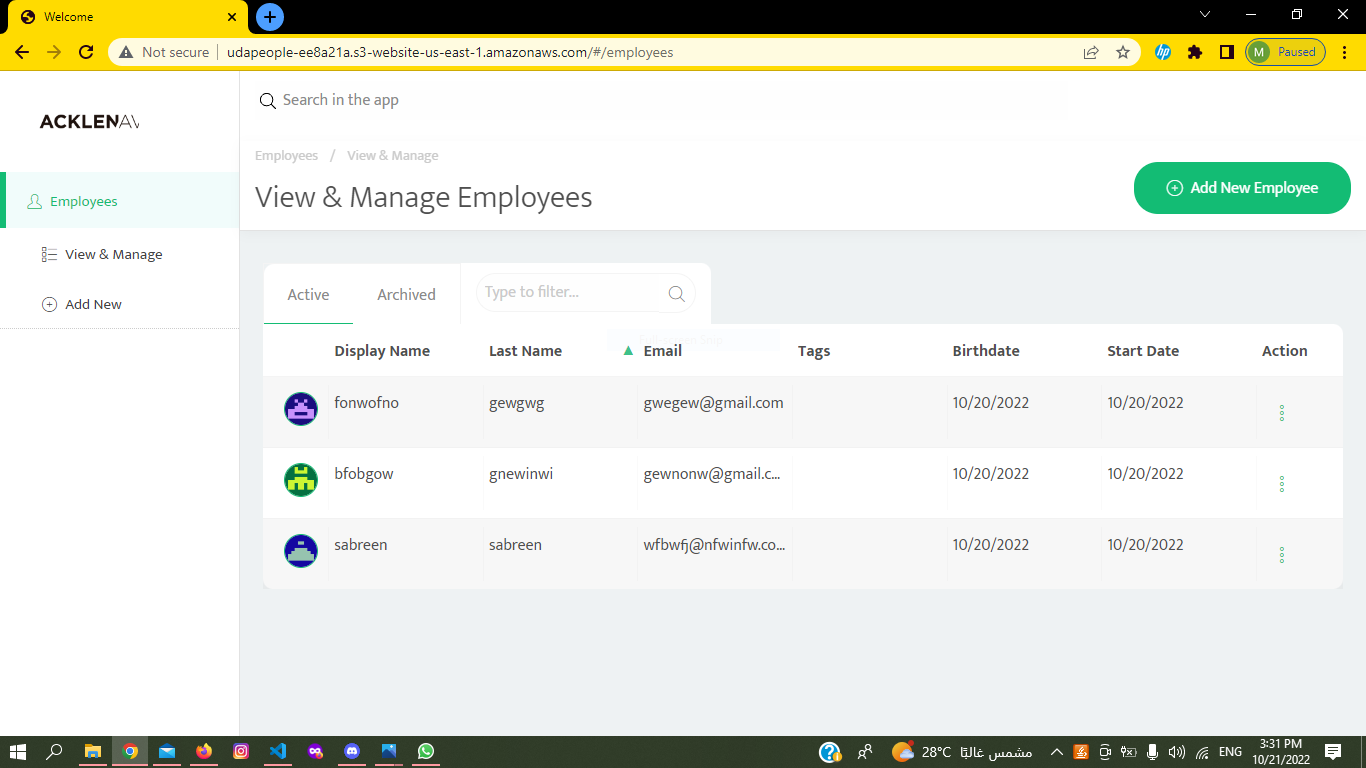 Welcome
Not secure
udapeople-ee8a21a.s3-website-us-east-1.amazonaws.com/#/employees
M Paused
ACKLENAV
Search in the app
Employees / View & Manage
View & Manage Employees
Add New Employee
Employees
View & Manage
Add New
Active
Archived
Type to filter...
Display Name Last Name Email Tags Birthdate Start Date Action
fonwofno gewgwg gwegew@gmail.com 10/20/2022 10/20/2022
bfobgow gnewinwi gewnonw@gmail.c... 10/20/2022 10/20/2022
sabreen sabreen wfbwfj@nfwinfw.co... 10/20/2022 10/20/2022
28°C مشمس غالبًا
ENG
3:31 PM
10/21/2022